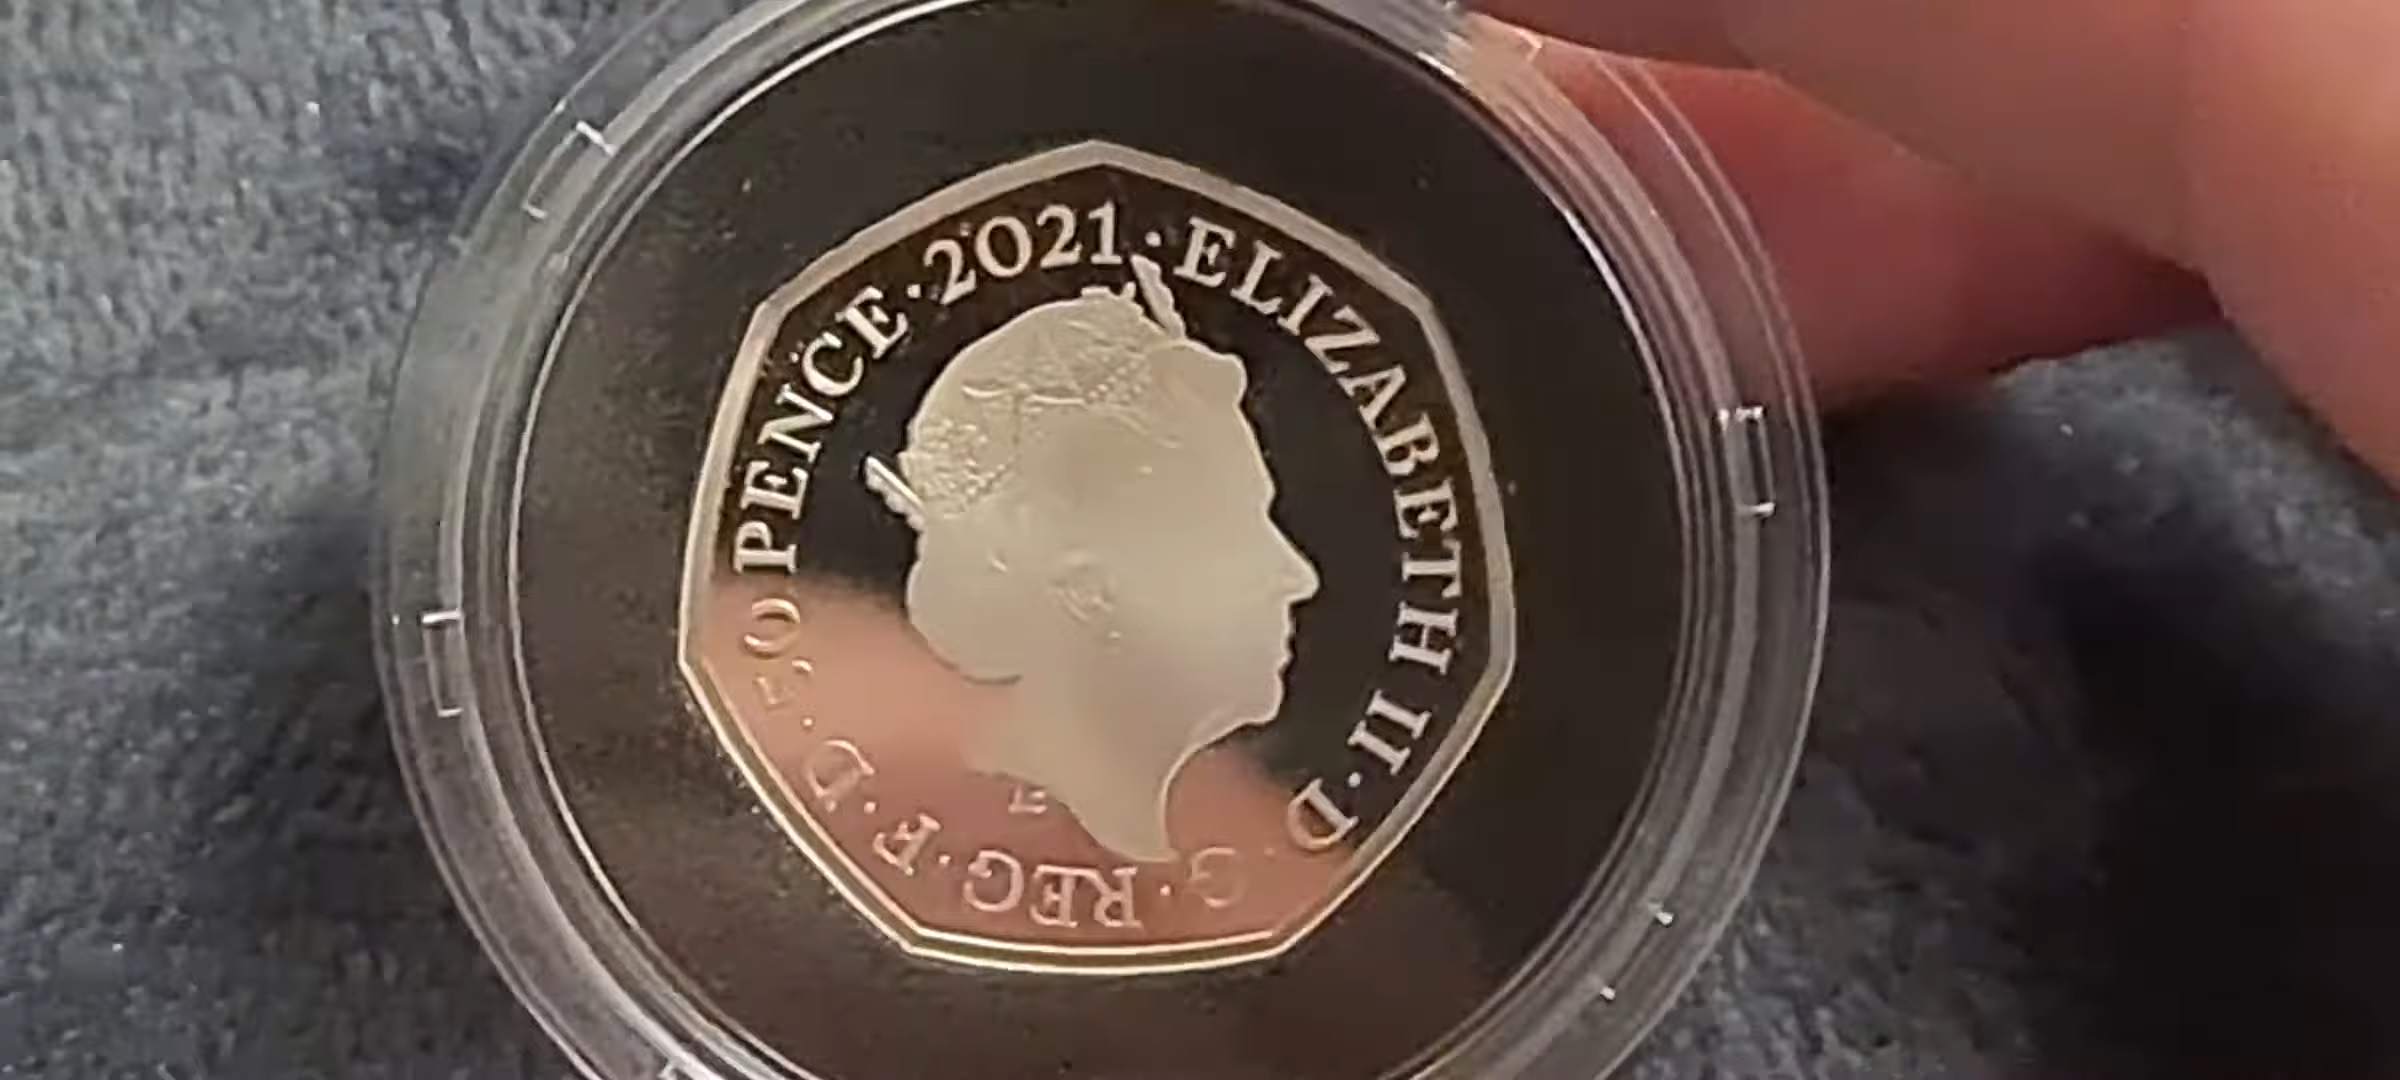 ELIZABETH II · D · G · REG · F · D · 50 PENCE · 2021 ·